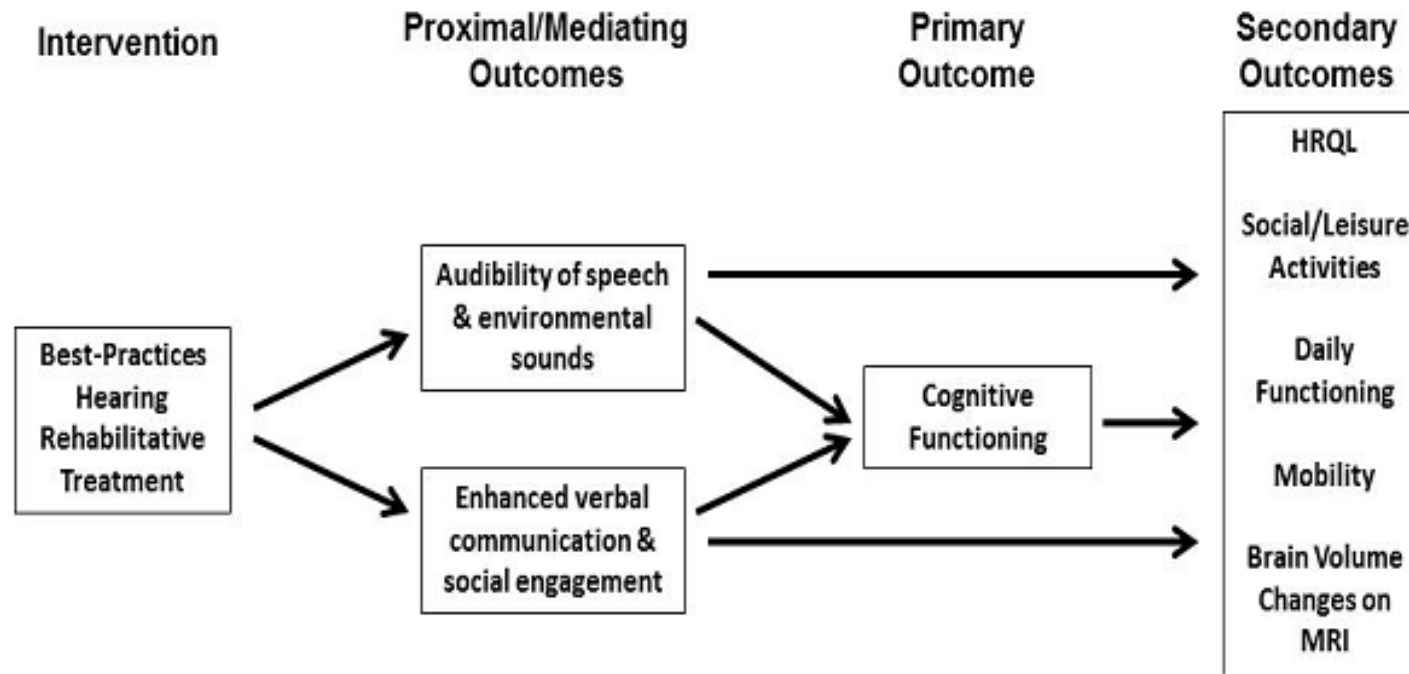 Intervention
Proximal/Mediating
Outcomes
Primary
Outcome
Secondary
Outcomes
Best-Practices
Hearing
Rehabilitative
Treatment
Audibility of speech
& environmental
sounds
Enhanced verbal
communication &
social engagement
Cognitive
Functioning
HRQL
Social/Leisure
Activities
Daily
Functioning
Mobility
Brain Volume
Changes on
MRI